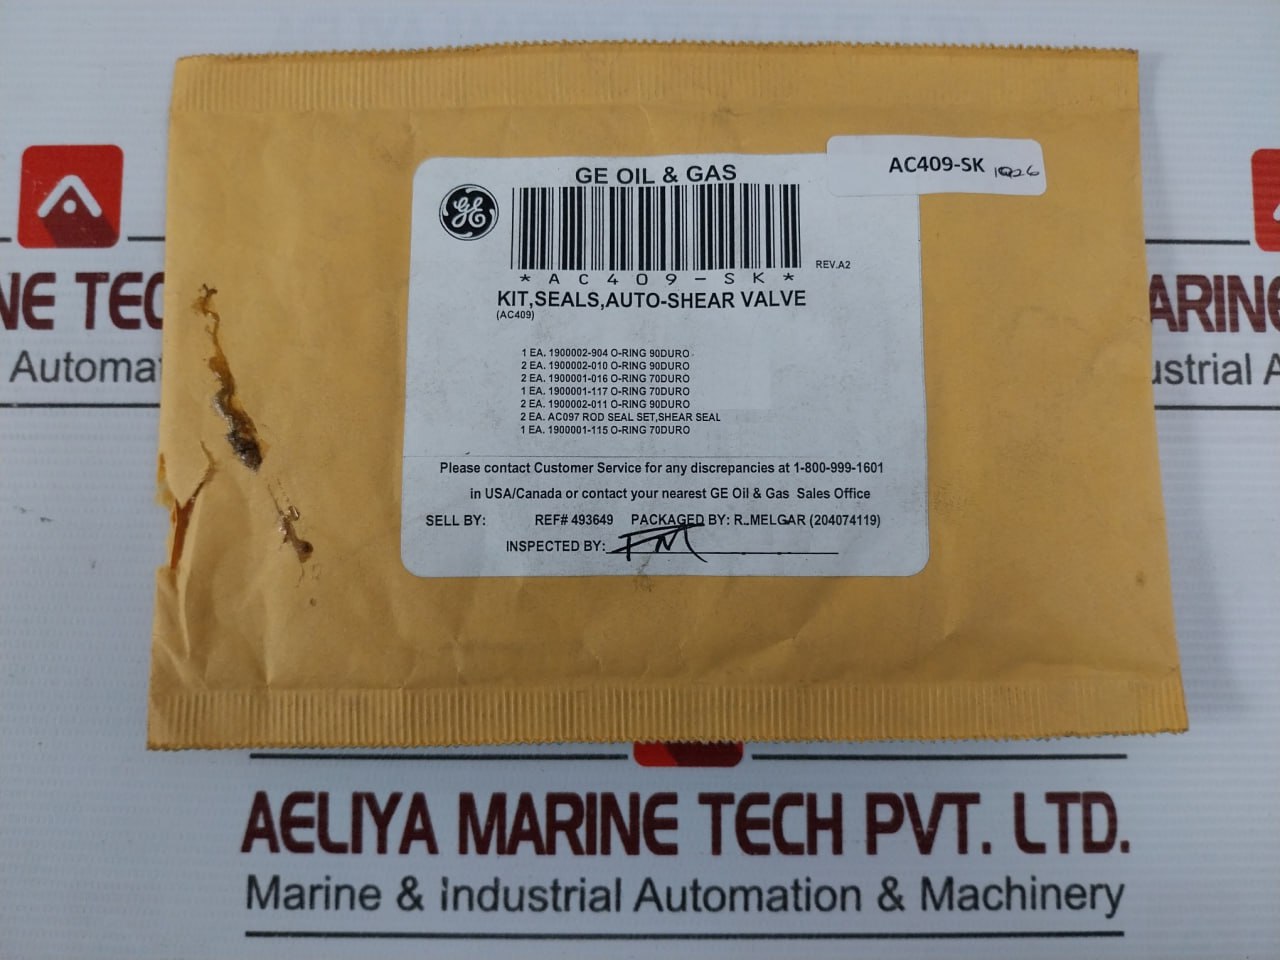 GE OIL & GAS
AC409-SK 1926
GE
*AC409-SK*
REV.A2
KIT,SEALS,AUTO-SHEAR VALVE
(AC409)
1 EA. 1900002-904 O-RING 90DURO
2 EA. 1900002-010 O-RING 90DURO
2 EA. 1900001-016 O-RING 70DURO
1 EA. 1900001-117 O-RING 70DURO
2 EA. 1900002-011 O-RING 90DURO
2 EA. AC097 ROD SEAL SET,SHEAR SEAL
1 EA. 1900001-115 O-RING 70DURO
Please contact Customer Service for any discrepancies at 1-800-999-1601
in USA/Canada or contact your nearest GE Oil & Gas Sales Office
SELL BY: REF# 493649 PACKAGED BY: R_MELGAR (204074119)
INSPECTED BY: FM
NE TEC
ARINE
Automa
ustrial A
AELIYA MARINE TECH PVT. LTD.
Marine & Industrial Automation & Machinery